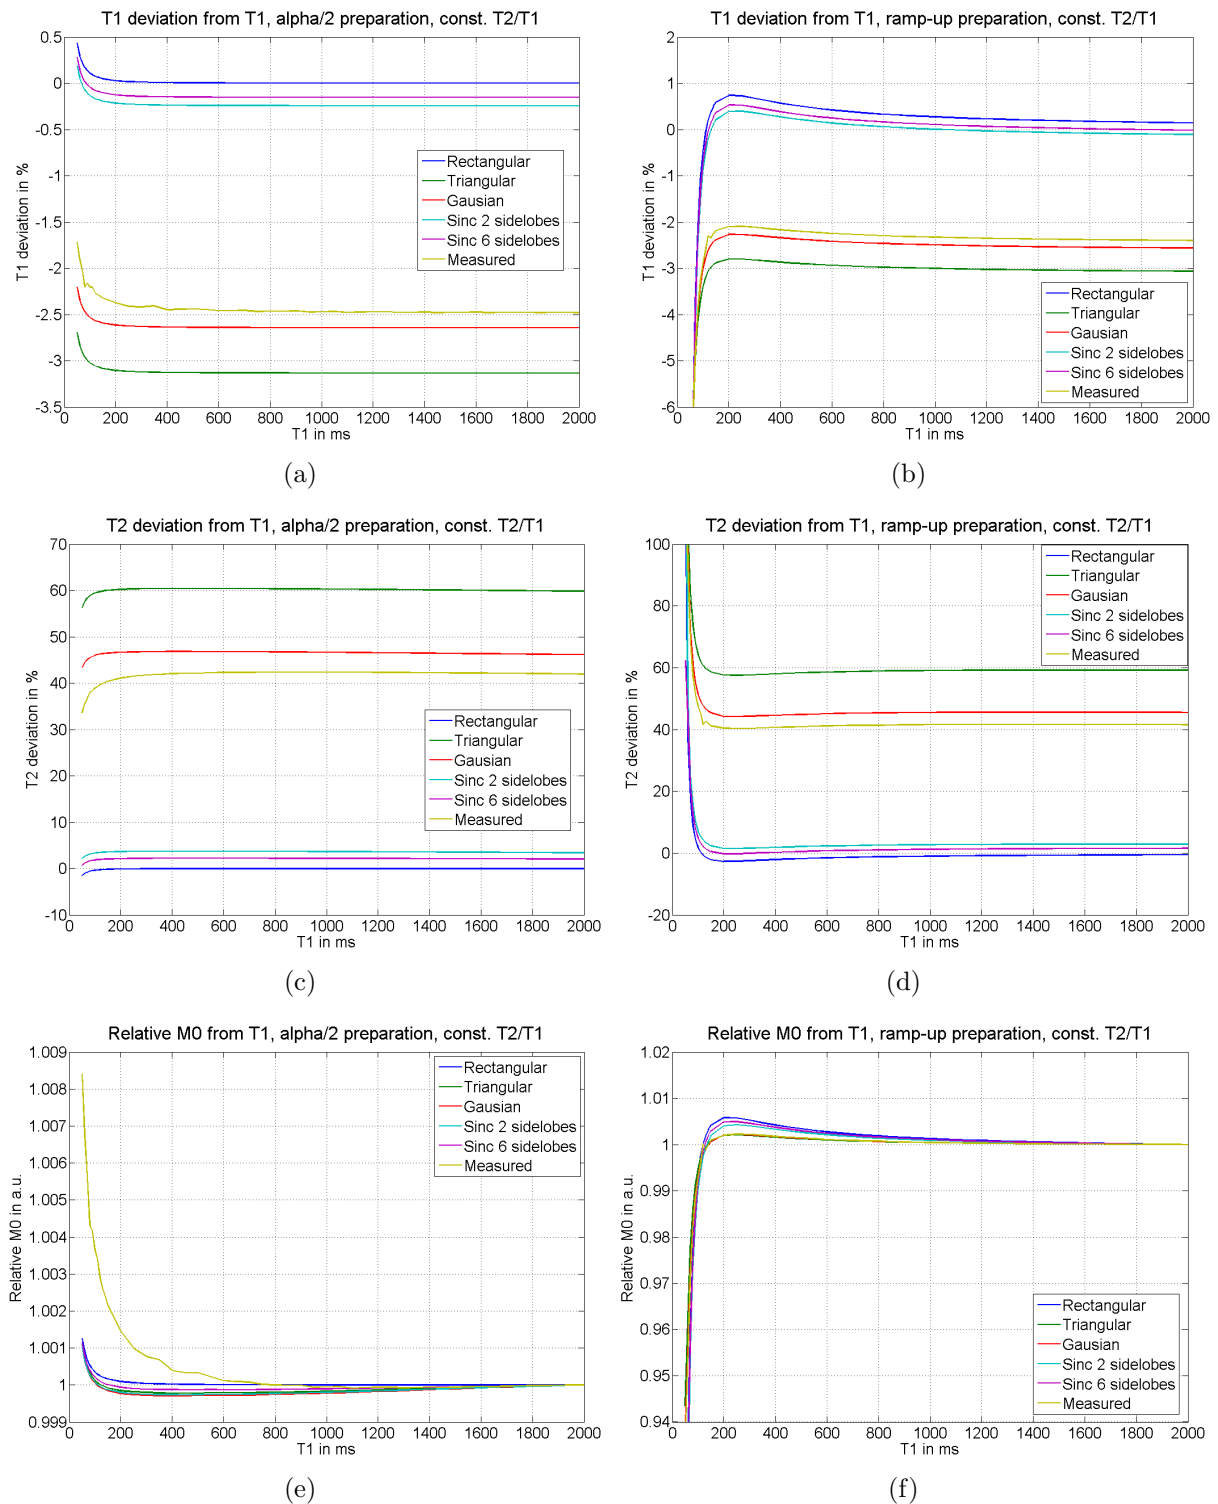 T1 deviation from T1, alpha/2 preparation, const. T2/T1
T1 deviation in %
0.5
0
-0.5
-1
-1.5
-2
-2.5
-3
-3.5
Rectangular
Triangular
Gausian
Sinc 2 sidelobes
Sinc 6 sidelobes
Measured
0 200 400 600 800 1000 1200 1400 1600 1800 2000
T1 in ms
(a)
T1 deviation from T1, ramp-up preparation, const. T2/T1
T1 deviation in %
2
1
0
-1
-2
-3
-4
-5
-6
Rectangular
Triangular
Gausian
Sinc 2 sidelobes
Sinc 6 sidelobes
Measured
0 200 400 600 800 1000 1200 1400 1600 1800 2000
T1 in ms
(b)
T2 deviation from T1, alpha/2 preparation, const. T2/T1
T2 deviation in %
70
60
50
40
30
20
10
0
-10
Rectangular
Triangular
Gausian
Sinc 2 sidelobes
Sinc 6 sidelobes
Measured
0 200 400 600 800 1000 1200 1400 1600 1800 2000
T1 in ms
(c)
T2 deviation from T1, ramp-up preparation, const. T2/T1
T2 deviation in %
100
80
60
40
20
0
-20
Rectangular
Triangular
Gausian
Sinc 2 sidelobes
Sinc 6 sidelobes
Measured
0 200 400 600 800 1000 1200 1400 1600 1800 2000
T1 in ms
(d)
Relative M0 from T1, alpha/2 preparation, const. T2/T1
Relative M0 in a.u.
1.009
1.008
1.007
1.006
1.005
1.004
1.003
1.002
1.001
1
0.999
Rectangular
Triangular
Gausian
Sinc 2 sidelobes
Sinc 6 sidelobes
Measured
0 200 400 600 800 1000 1200 1400 1600 1800 2000
T1 in ms
(e)
Relative M0 from T1, ramp-up preparation, const. T2/T1
Relative M0 in a.u.
1.02
1.01
1
0.99
0.98
0.97
0.96
0.95
0.94
Rectangular
Triangular
Gausian
Sinc 2 sidelobes
Sinc 6 sidelobes
Measured
0 200 400 600 800 1000 1200 1400 1600 1800 2000
T1 in ms
(f)